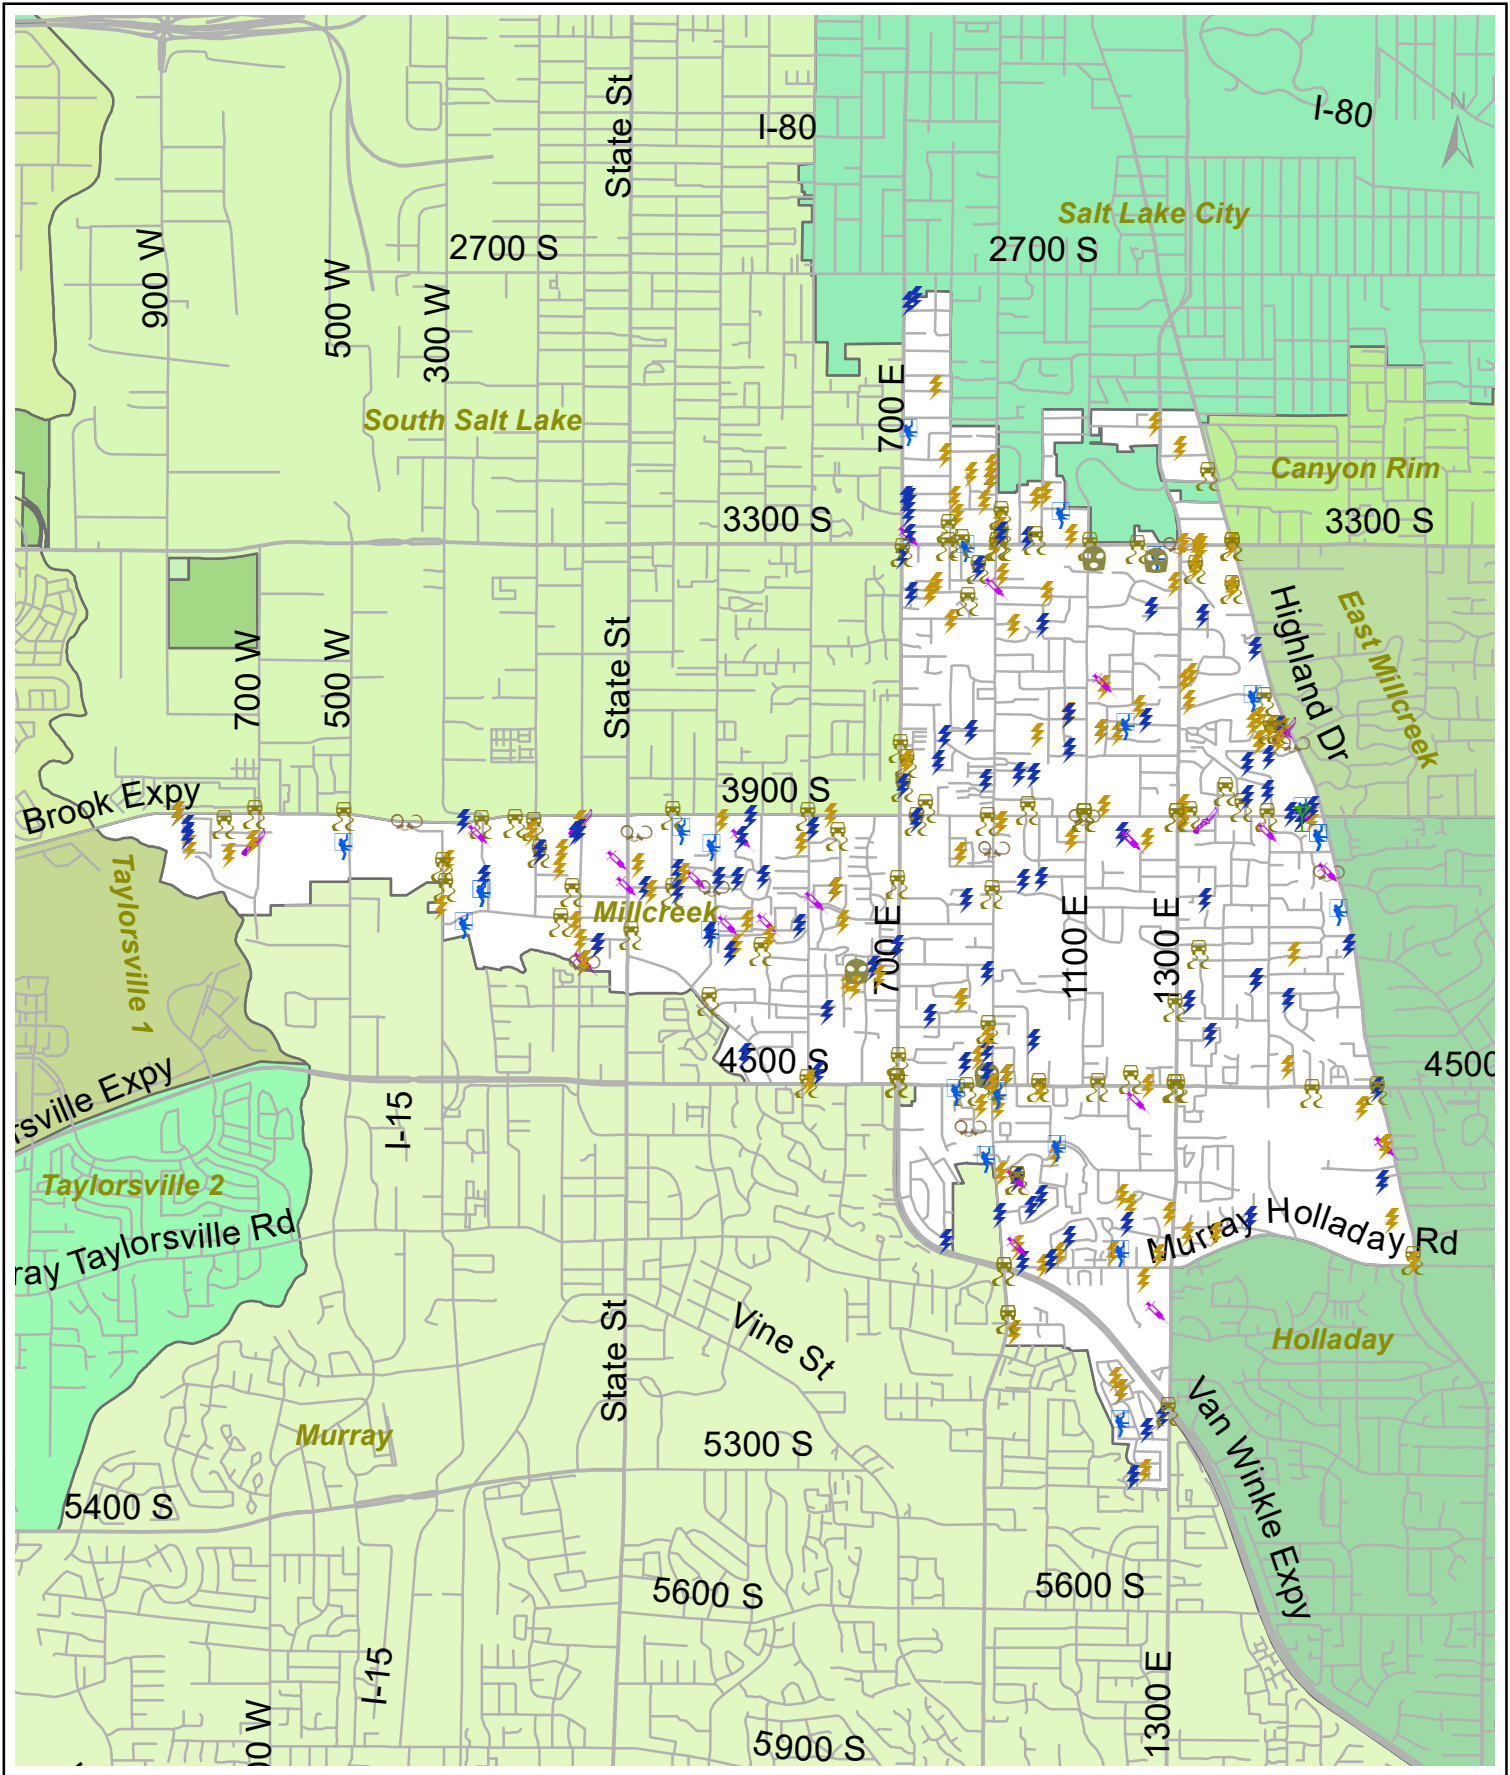 I-80
State St
I-80
N
Salt Lake City
900 W
2700 S
2700 S
500 W
300 W
700 E
South Salt Lake
Canyon Rim
3300 S
3300 S
Highland Dr
East Millcreek
700 W
500 W
State St
Brook Expy
3900 S
Taylorsville 1
Millcreek
700 E
1100 E
1300 E
4500 S
4500
rsville Expy
I-15
Taylorsville 2
ray Taylorsville Rd
Murray Holladay Rd
State St
Vine St
Holladay
Murray
5300 S
Van Winkle Expy
5400 S
5600 S
5600 S
I-15
1300 E
00 W
5900 S